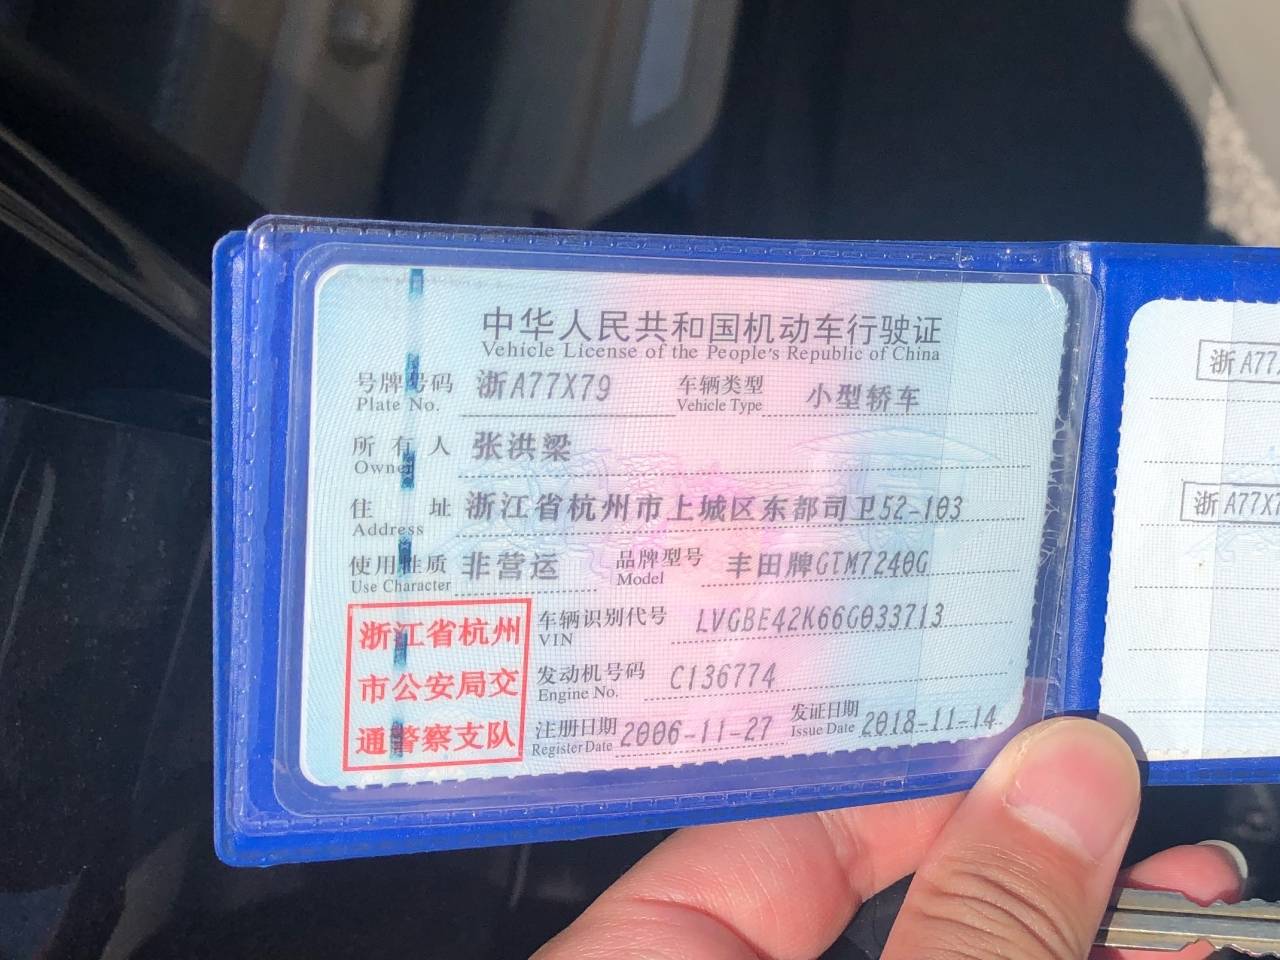 中华人民共和国机动车行驶证
Vehicle License of the People's Republic of China
号牌号码 浙A77X79 车辆类型 小型轿车
Plate No. Vehicle Type
所有人 张洪梁
Owner
住址 浙江省杭州市上城区东都司卫52-103
Address
使用性质 非营运 品牌型号 丰田牌GTM7240G
Use Character Model
浙江省杭州
市公安局交
通警察支队
车辆识别代号 LVGBE42K66G033713
VIN
发动机号码 C136774
Engine No.
注册日期 2006-11-27 发证日期 2018-11-14
Register Date Issue Date
浙A77
浙A77X7